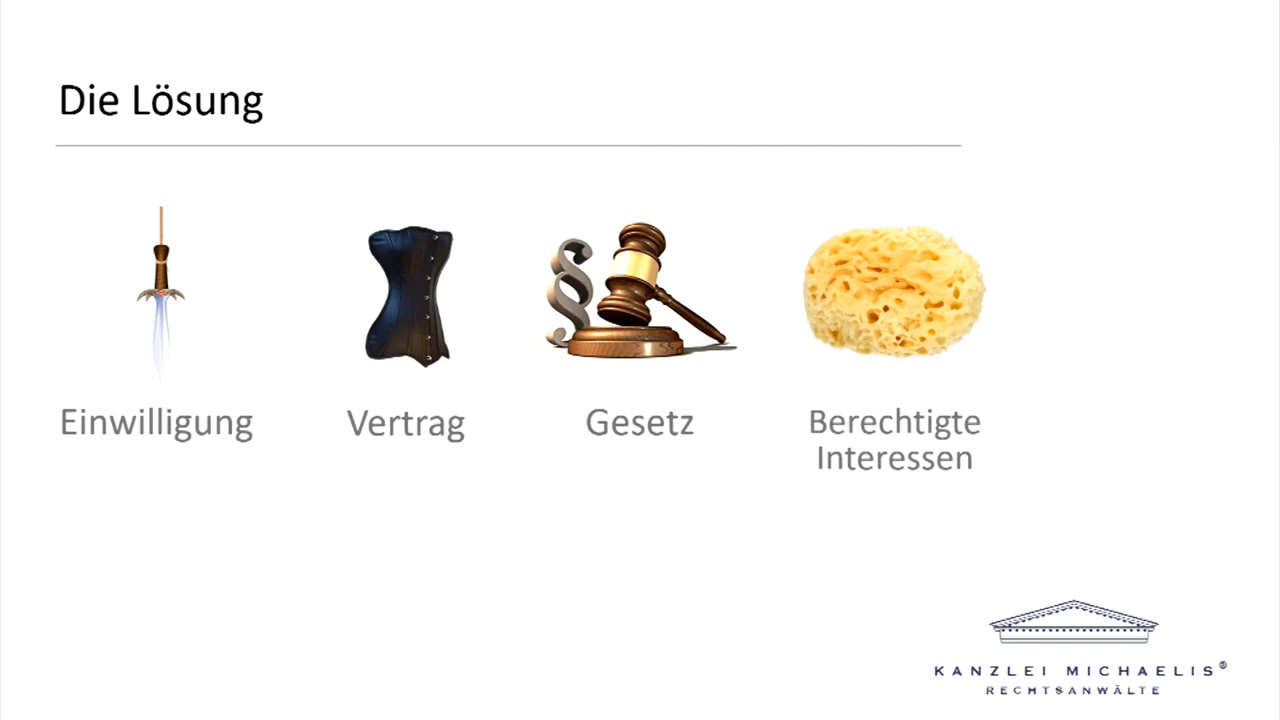 Die Lösung
Einwilligung
Vertrag
Gesetz
Berechtigte
Interessen
KANZLEI MICHAELIS®
RECHTSANWÄLTE